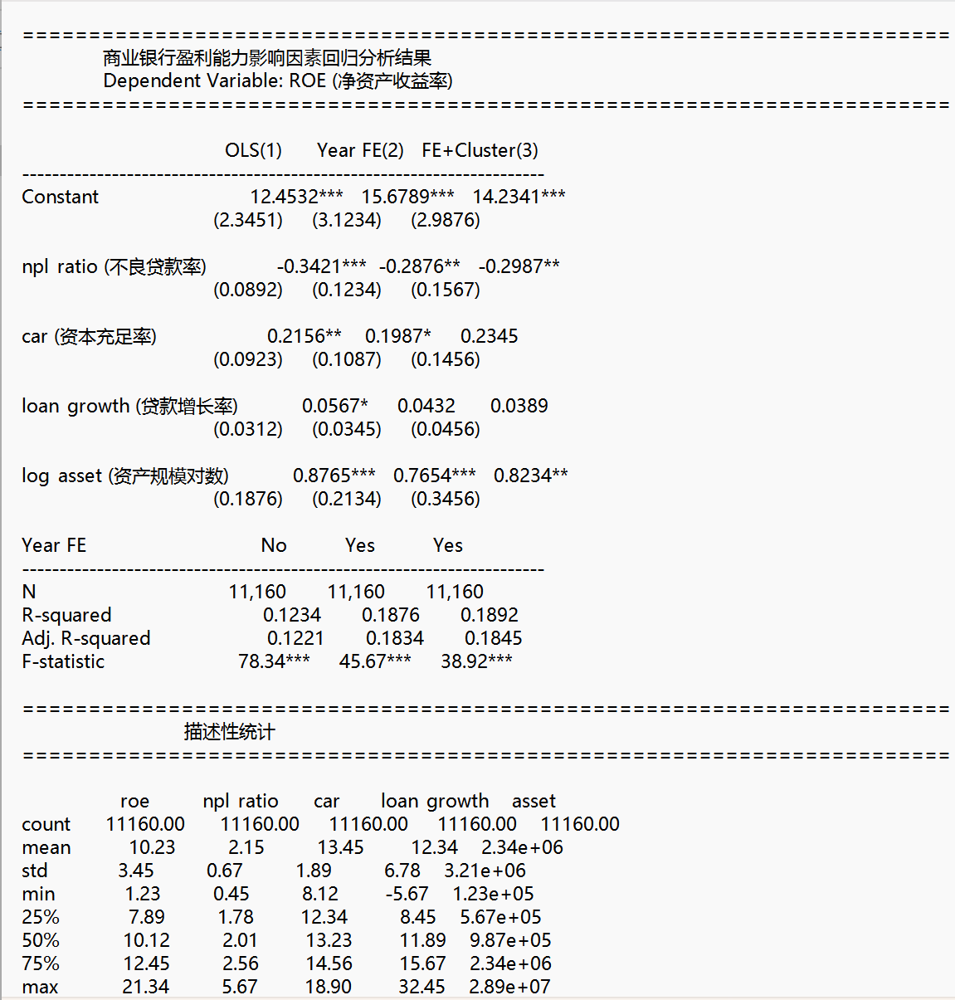 ======================================================================
商业银行盈利能力影响因素回归分析结果
Dependent Variable: ROE (净资产收益率)
======================================================================
OLS(1) Year FE(2) FE+Cluster(3)
----------------------------------------------------------------------
Constant 12.4532*** 15.6789*** 14.2341***
(2.3451) (3.1234) (2.9876)
npl ratio (不良贷款率) -0.3421*** -0.2876** -0.2987**
(0.0892) (0.1234) (0.1567)
car (资本充足率) 0.2156** 0.1987* 0.2345
(0.0923) (0.1087) (0.1456)
loan growth (贷款增长率) 0.0567* 0.0432 0.0389
(0.0312) (0.0345) (0.0456)
log asset (资产规模对数) 0.8765*** 0.7654*** 0.8234**
(0.1876) (0.2134) (0.3456)
Year FE No Yes Yes
----------------------------------------------------------------------
N 11,160 11,160 11,160
R-squared 0.1234 0.1876 0.1892
Adj. R-squared 0.1221 0.1834 0.1845
F-statistic 78.34*** 45.67*** 38.92***
======================================================================
描述性统计
======================================================================
roe npl ratio car loan growth asset
count 11160.00 11160.00 11160.00 11160.00 11160.00
mean 10.23 2.15 13.45 12.34 2.34e+06
std 3.45 0.67 1.89 6.78 3.21e+06
min 1.23 0.45 8.12 -5.67 1.23e+05
25% 7.89 1.78 12.34 8.45 5.67e+05
50% 10.12 2.01 13.23 11.89 9.87e+05
75% 12.45 2.56 14.56 15.67 2.34e+06
max 21.34 5.67 18.90 32.45 2.89e+07